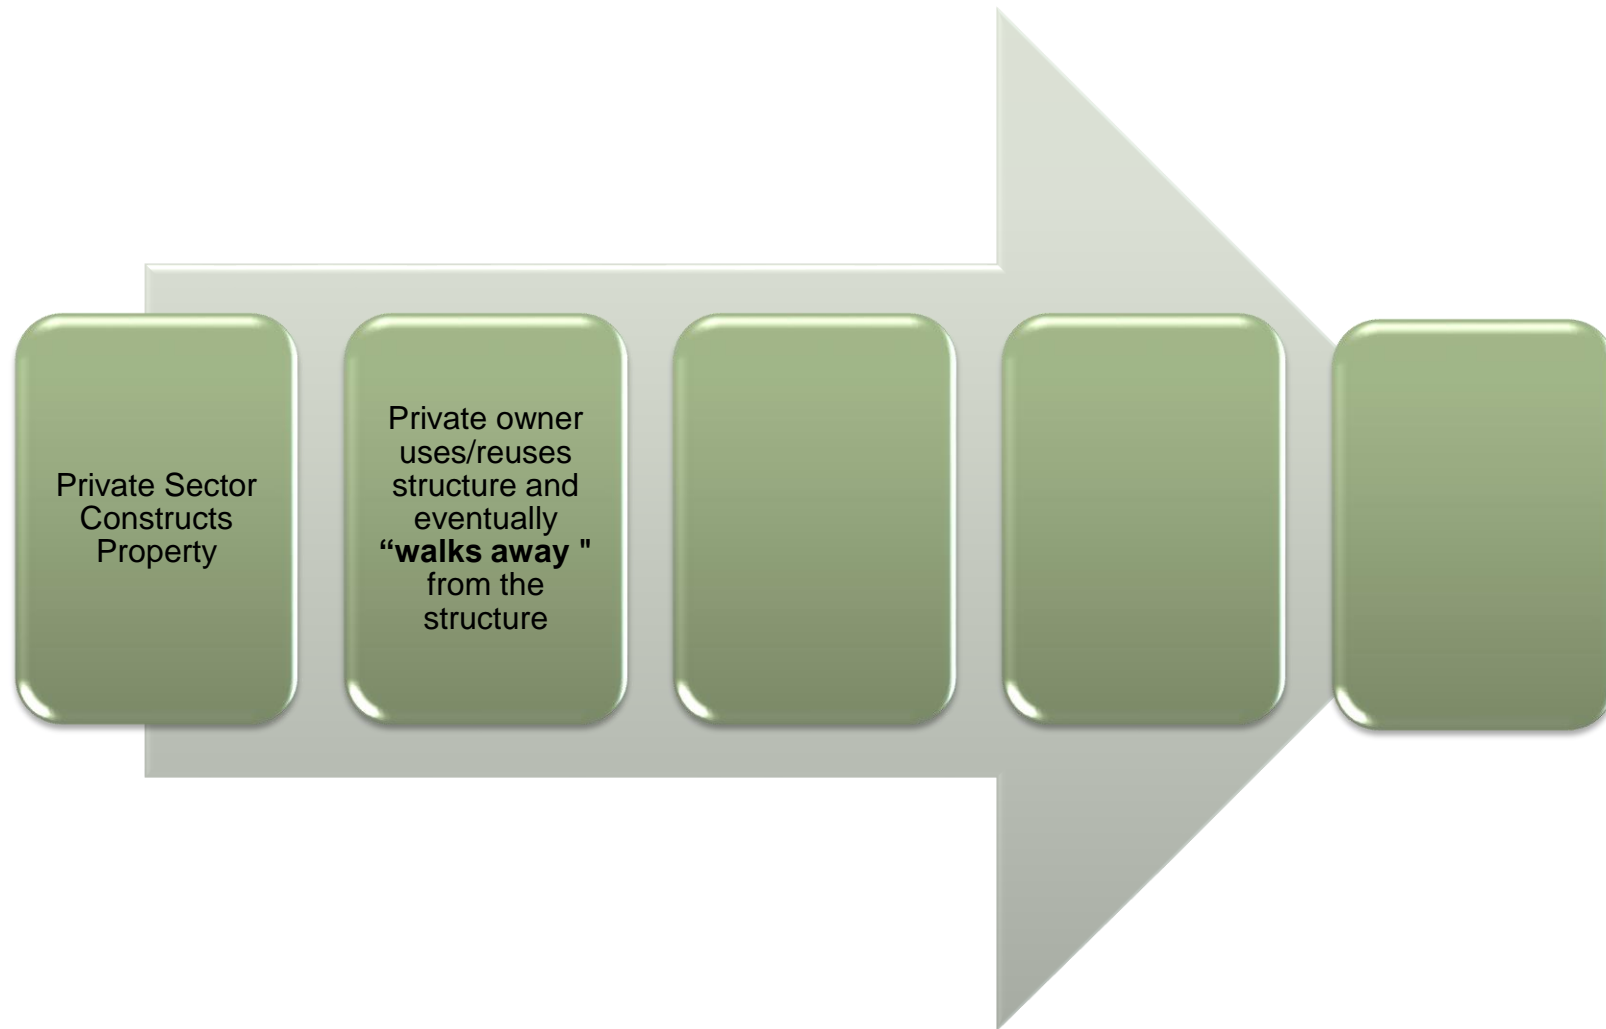 Private Sector
Constructs
Property
Private owner
uses/reuses
structure and
eventually
“walks away "
from the
structure